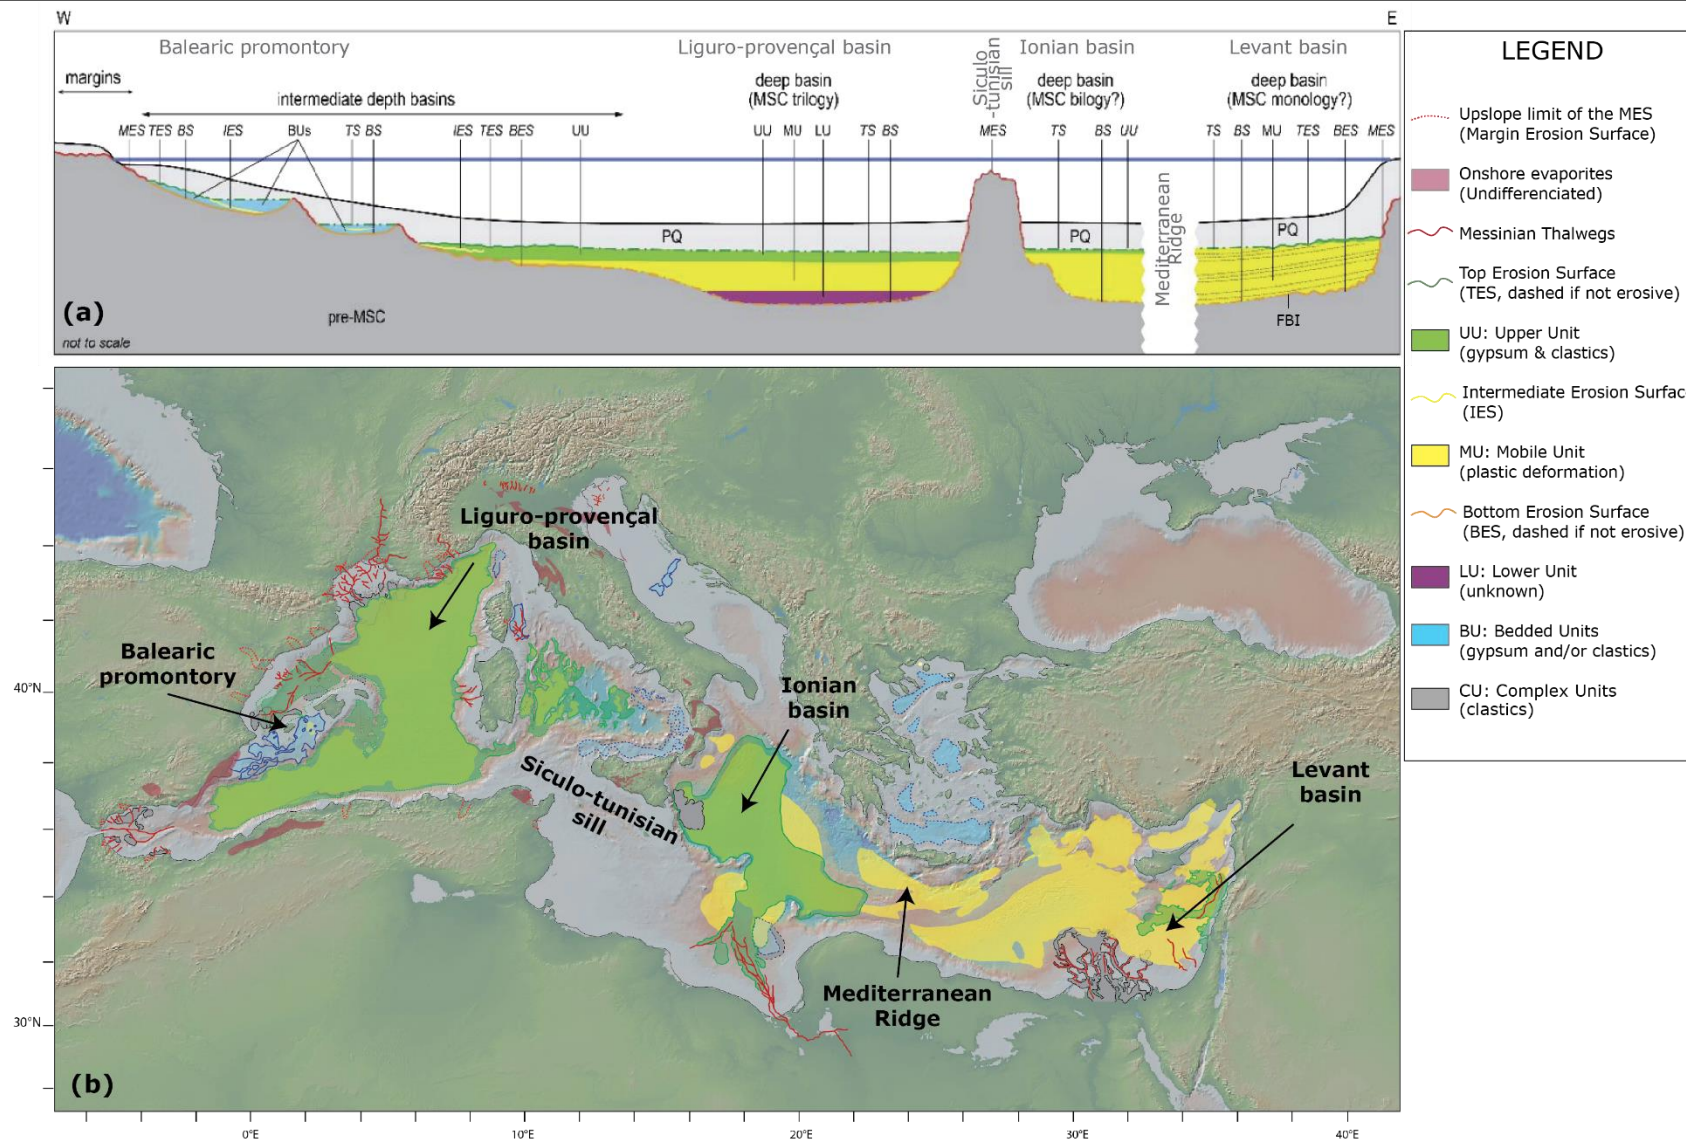 W
E
Balearic promontory
Liguro-provençal basin
Siculo
-tunisian
sill
Ionian basin
Levant basin
margins
intermediate depth basins
deep basin
(MSC trilogy)
deep basin
(MSC bilogy?)
deep basin
(MSC monology?)
MES TES BS IES BUs TS BS IES TES BES UU UU MU LU TS BS MES TS BS UU TS BS MU TES BES MES
PQ
PQ
PQ
Mediterranean
Ridge
FBI
(a)
pre-MSC
not to scale
LEGEND
Upslope limit of the MES
(Margin Erosion Surface)
Onshore evaporites
(Undifferenciated)
Messinian Thalwegs
Top Erosion Surface
(TES, dashed if not erosive)
UU: Upper Unit
(gypsum & clastics)
Intermediate Erosion Surfac
(IES)
MU: Mobile Unit
(plastic deformation)
Bottom Erosion Surface
(BES, dashed if not erosive)
LU: Lower Unit
(unknown)
BU: Bedded Units
(gypsum and/or clastics)
CU: Complex Units
(clastics)
Liguro-provençal
basin
Balearic
promontory
Ionian
basin
Siculo-tunisian
sill
Levant
basin
Mediterranean
Ridge
(b)
40°N
30°N
0°E
10°E
20°E
30°E
40°E